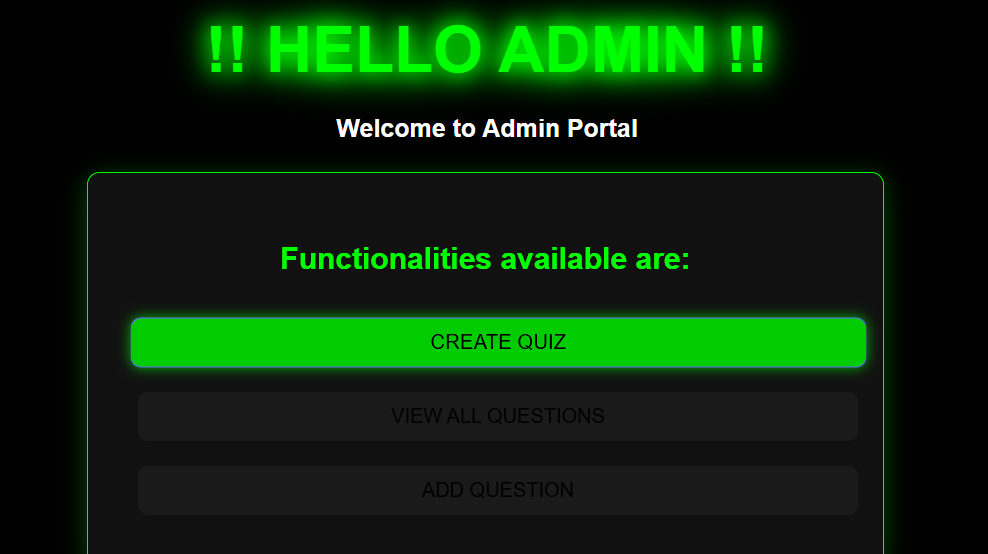 !! HELLO ADMIN !!
Welcome to Admin Portal
Functionalities available are:
CREATE QUIZ
VIEW ALL QUESTIONS
ADD QUESTION